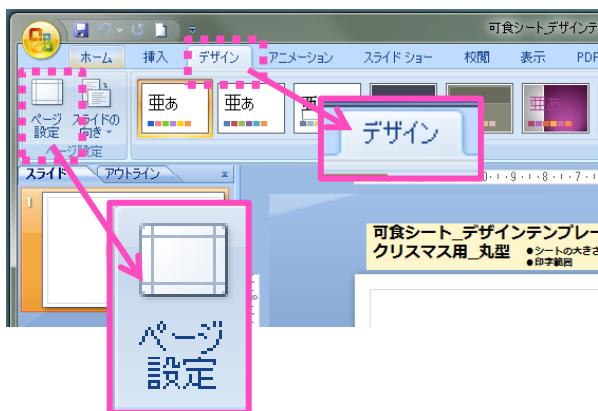 可食シート_デザインテ
ホーム 挿入 デザイン アニメーション スライド ショー 校閲 表示 PDF
ページ設定 スライドの向き
亜あ 亜あ 亜あ
ページ設定
デザイン
スライド アウトライン x
9 8 7
1
可食シート_デザインテンプレー
クリスマス用_丸型 ●シートの大きさ
●印字範囲
ページ
設定